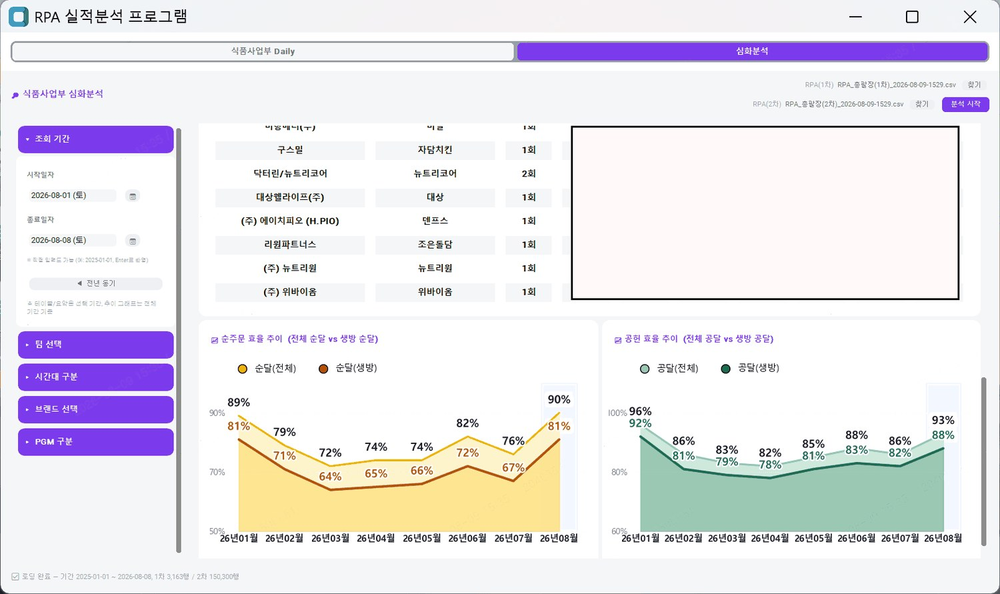 RPA 실적분석 프로그램
식품사업부 Daily
심화분석
식품사업부 심화분석
RPA(1차) RPA_총괄장(1차)_2026-08-09-1529.csv 찾기
RPA(2차) RPA_총괄장(2차)_2026-08-09-1529.csv 찾기 분석 시작
조회 기간
시작일자
2026-08-01 (토)
종료일자
2026-08-08 (토)
※ 직접 입력도 가능 (예: 2025-01-01, Enter로 반영)
◀ 전년 동기
※ 테이블/요약은 선택 기간, 추이 그래프는 전체
기간 기준
팀 선택
시간대 구분
브랜드 선택
PGM 구분
1회
구스밀 자담치킨 1회
닥터린/뉴트리코어 뉴트리코어 2회
대상웰라이프(주) 대상 1회
(주) 에이치피오 (H.PIO) 덴프스 1회
리원파트너스 조은돌담 1회
(주) 뉴트리원 뉴트리원 1회
(주) 위바이옴 위바이옴 1회
순주문 효율 추이 (전체 순달 vs 생방 순달)
순달(전체) 순달(생방)
90%
70%
50%
89% 79% 72% 74% 74% 82% 76% 90%
81% 71% 64% 65% 66% 72% 67% 81%
26년01월 26년02월 26년03월 26년04월 26년05월 26년06월 26년07월 26년08월
공헌 효율 추이 (전체 공달 vs 생방 공달)
공달(전체) 공달(생방)
100%
80%
60%
96% 86% 83% 82% 85% 88% 86% 93%
92% 81% 79% 78% 81% 83% 82% 88%
26년01월 26년02월 26년03월 26년04월 26년05월 26년06월 26년07월 26년08월
로딩 완료 — 기간 2025-01-01 ~ 2026-08-08, 1차 3,163행 / 2차 150,300행